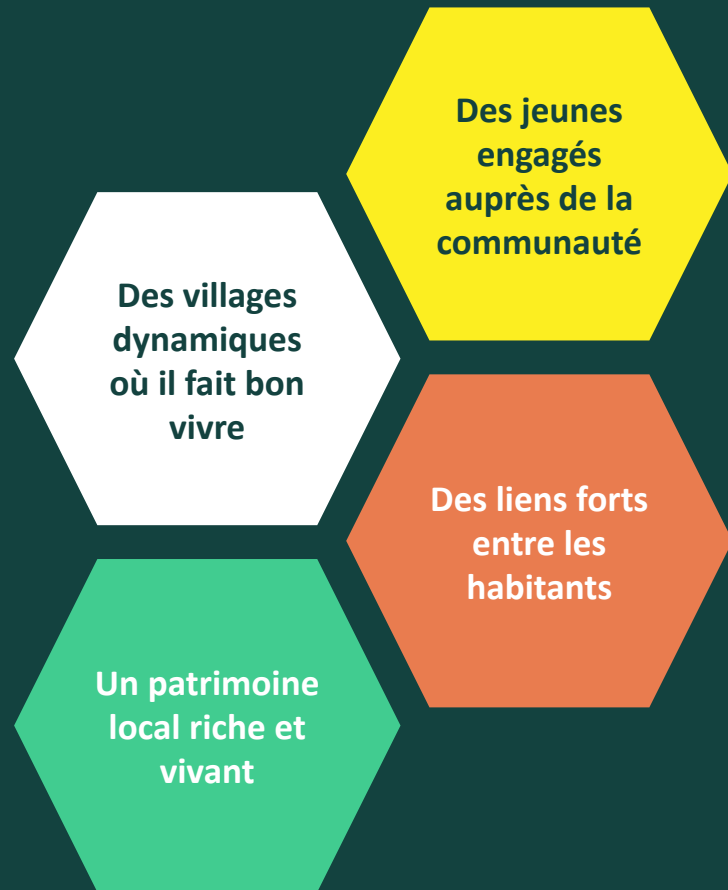 Des jeunes
engagés
auprès de la
communauté
Des villages
dynamiques
où il fait bon
vivre
Des liens forts
entre les
habitants
Un patrimoine
local riche et
vivant